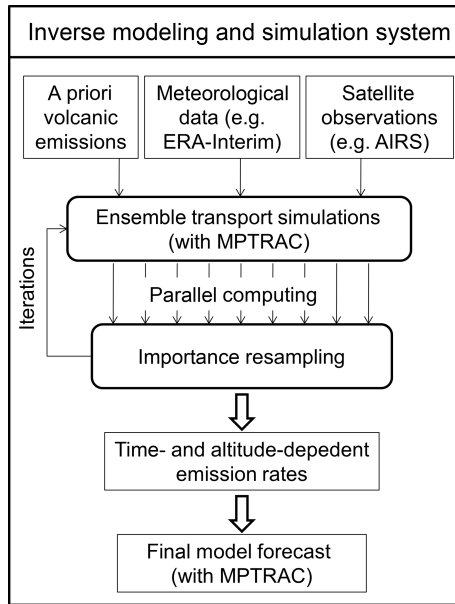 Inverse modeling and simulation system
A priori
volcanic
emissions
Meteorological
data (e.g.
ERA-Interim)
Satellite
observations
(e.g. AIRS)
Ensemble transport simulations
(with MPTRAC)
Iterations
Parallel computing
Importance resampling
Time- and altitude-depedent
emission rates
Final model forecast
(with MPTRAC)